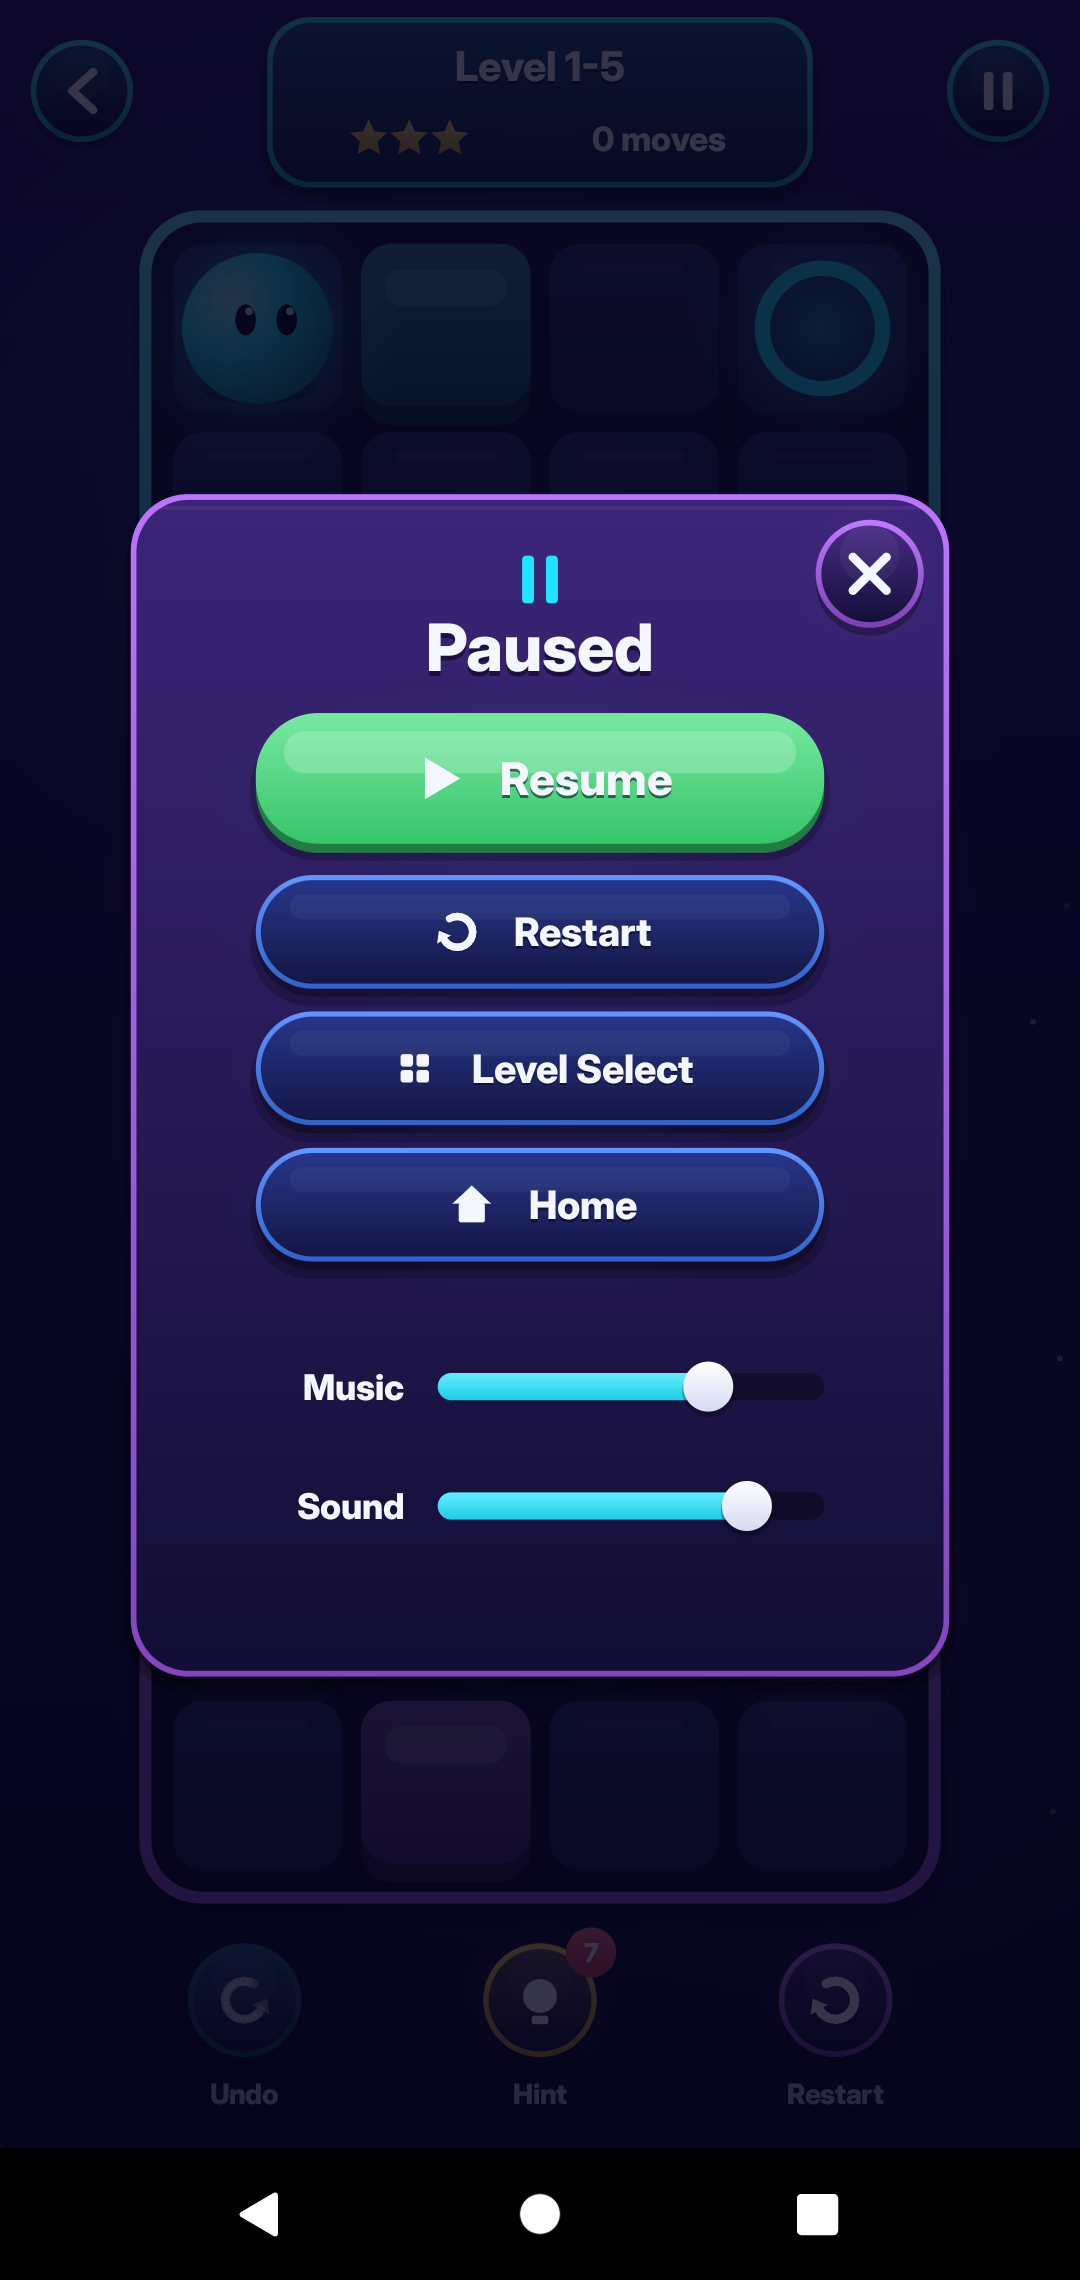 Level 1-5
0 moves
Paused
Resume
Restart
Level Select
Home
Music
Sound
7
Undo
Hint
Restart